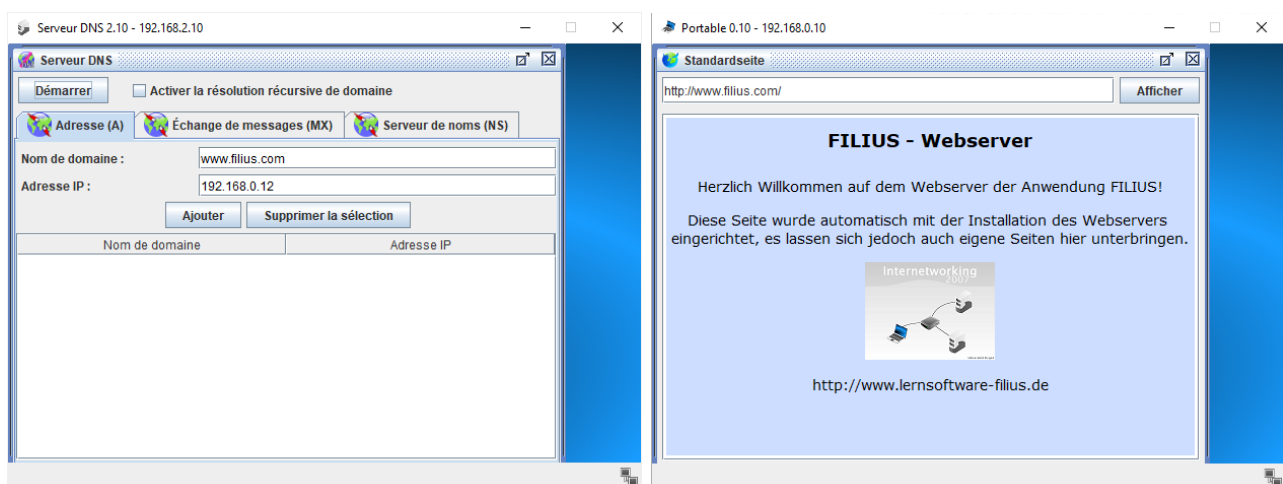 Serveur DNS 2.10 - 192.168.2.10
Serveur DNS
Démarrer
Activer la résolution récursive de domaine
Adresse (A)
Échange de messages (MX)
Serveur de noms (NS)
Nom de domaine :
www.filius.com
Adresse IP :
192.168.0.12
Ajouter
Supprimer la sélection
Nom de domaine
Adresse IP
Portable 0.10 - 192.168.0.10
Standardseite
http://www.filius.com/
Afficher
FILIUS - Webserver
Herzlich Willkommen auf dem Webserver der Anwendung FILIUS!
Diese Seite wurde automatisch mit der Installation des Webservers
eingerichtet, es lassen sich jedoch auch eigene Seiten hier unterbringen.
Internetworking
2007
http://www.lernsoftware-filius.de